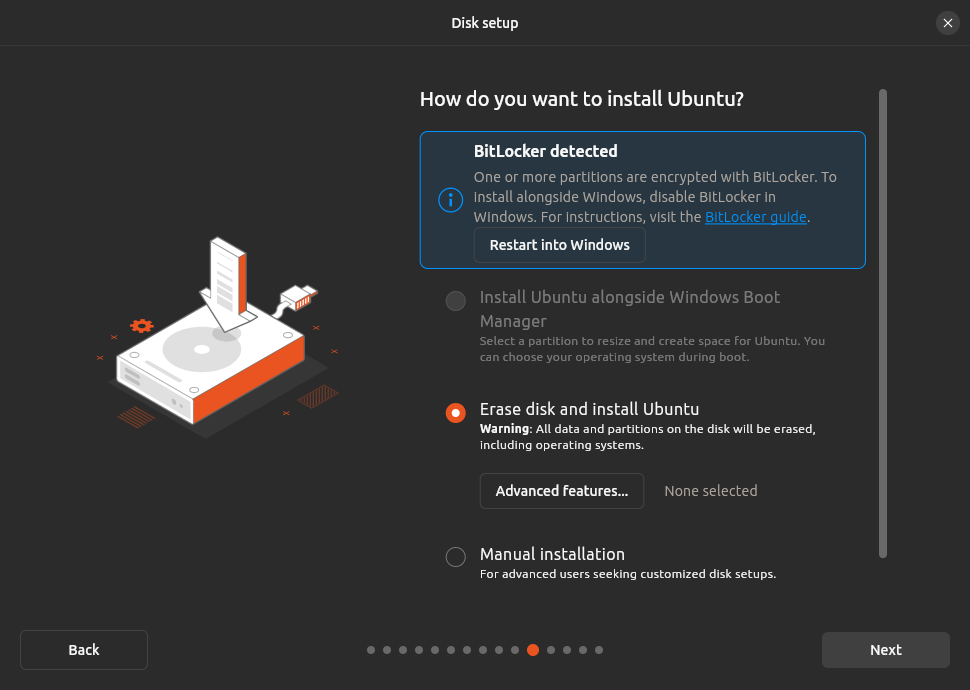 Disk setup
How do you want to install Ubuntu?
BitLocker detected
One or more partitions are encrypted with BitLocker. To
install alongside Windows, disable BitLocker in
Windows. For instructions, visit the BitLocker guide.
Restart into Windows
Install Ubuntu alongside Windows Boot
Manager
Select a partition to resize and create space for Ubuntu. You
can choose your operating system during boot.
Erase disk and install Ubuntu
Warning: All data and partitions on the disk will be erased,
including operating systems.
Advanced features... None selected
Manual installation
For advanced users seeking customized disk setups.
Back
Next